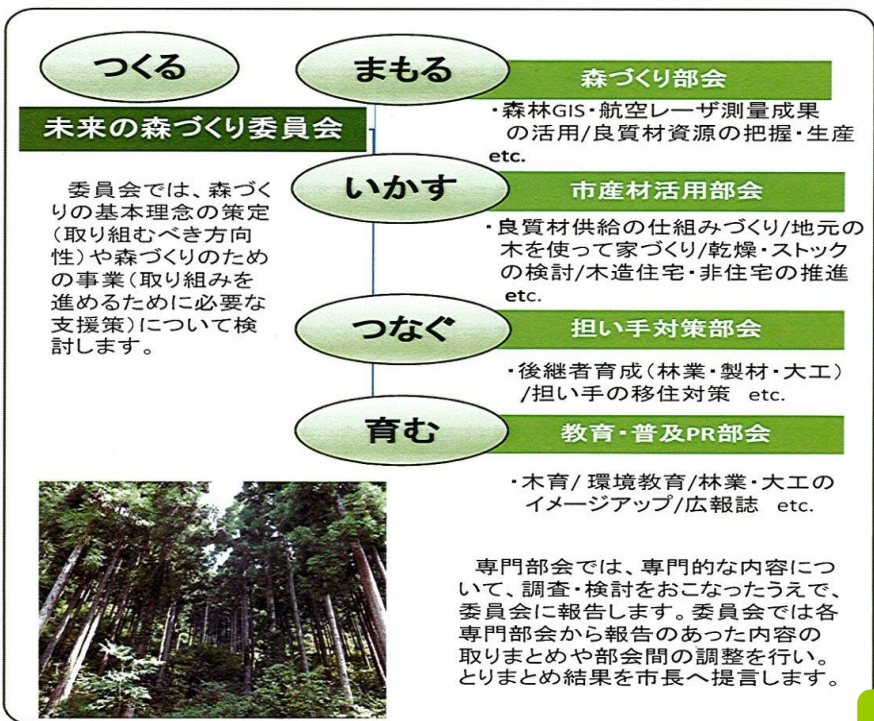 つくる
未来の森づくり委員会
委員会では、森づく
りの基本理念の策定
(取り組むべき方向
性)や森づくりのため
の事業(取り組みを
進めるために必要な
支援策)について検
討します。
まもる
森づくり部会
・森林GIS・航空レーザ測量成果
の活用/良質材資源の把握・生産
etc.
いかす
市産材活用部会
・良質材供給の仕組みづくり/地元の
木を使って家づくり/乾燥・ストック
の検討/木造住宅・非住宅の推進
etc.
つなぐ
担い手対策部会
・後継者育成(林業・製材・大工)
/担い手の移住対策 etc.
育む
教育・普及PR部会
・木育/ 環境教育/林業・大工の
イメージアップ/広報誌 etc.
専門部会では、専門的な内容につ
いて、調査・検討をおこなったうえで、
委員会に報告します。委員会では各
専門部会から報告のあった内容の
取りまとめや部会間の調整を行い。
とりまとめ結果を市長へ提言します。